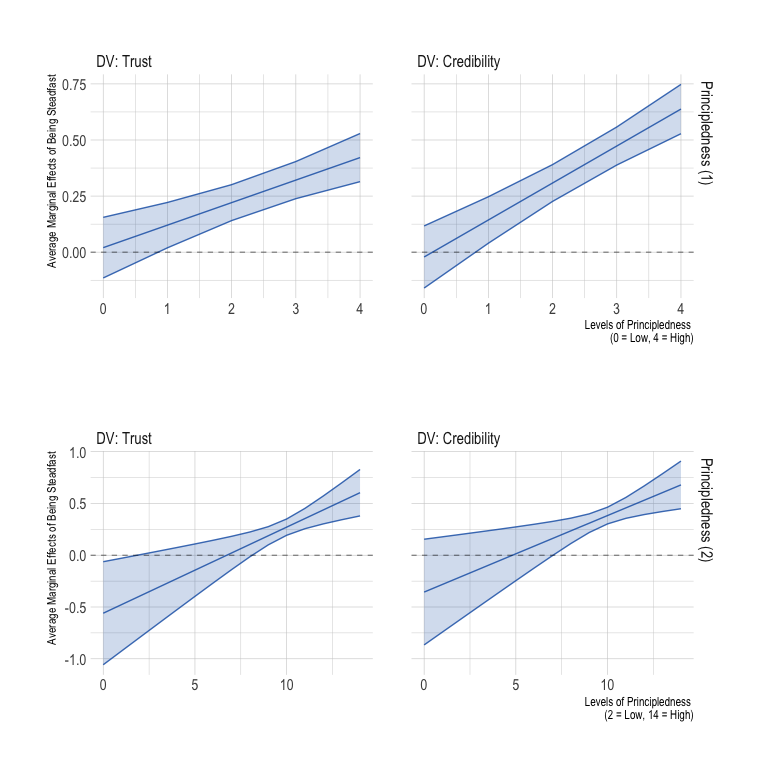 DV: Trust
DV: Credibility
Average Marginal Effects of Being Steadfast
0.75
0.50
0.25
0.00
Principledness (1)
0 1 2 3 4
0 1 2 3 4
Levels of Principledness
(0 = Low, 4 = High)
DV: Trust
DV: Credibility
Average Marginal Effects of Being Steadfast
1.0
0.5
0.0
-0.5
-1.0
Principledness (2)
0 5 10
0 5 10
Levels of Principledness
(2 = Low, 14 = High)